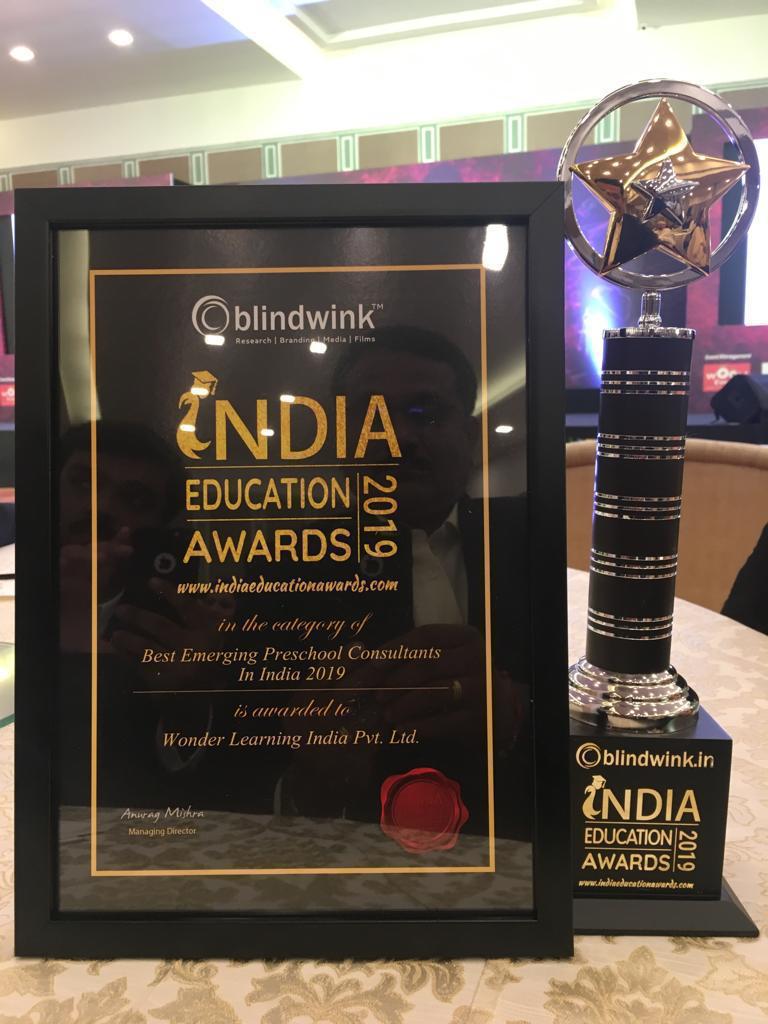 blindwink™
Research | Branding | Media | Films
INDIA
EDUCATION
AWARDS
2019
www.indiaeducationawards.com
in the category of
Best Emerging Preschool Consultants
In India 2019
is awarded to
Wonder Learning India Pvt. Ltd.
Anurag Mishra
Managing Director
blindwink.in
INDIA
EDUCATION
AWARDS
2019
www.indiaeducationawards.com
Event Management